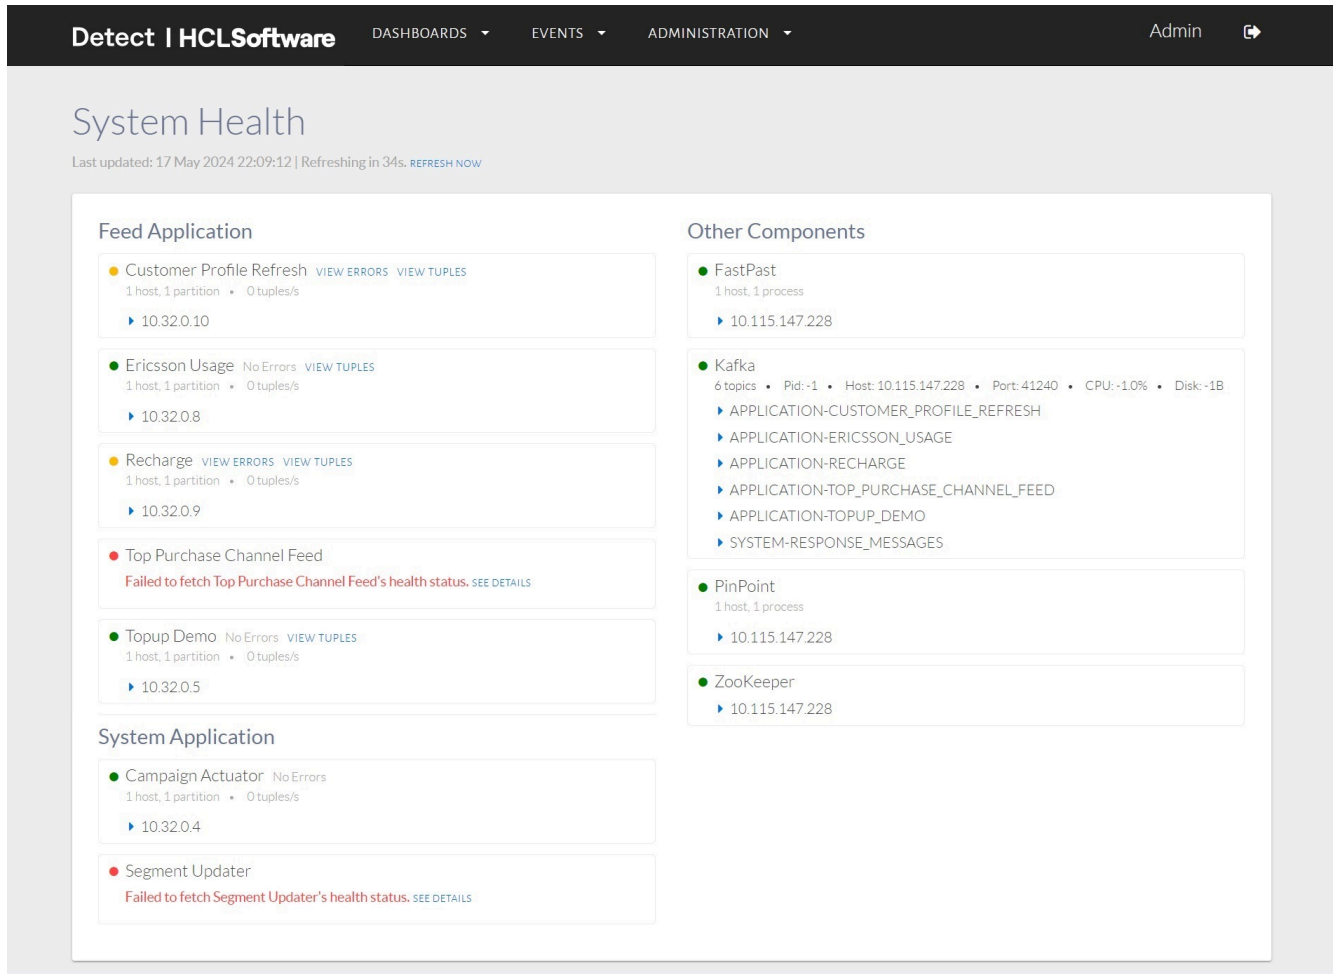 Detect | HCLSoftware DASHBOARDS EVENTS ADMINISTRATION Admin
System Health
Last updated: 17 May 2024 22:09:12 | Refreshing in 34s. REFRESH NOW
Feed Application
Customer Profile Refresh VIEW ERRORS VIEW TUPLES
1 host, 1 partition • 0 tuples/s
10.32.0.10
Ericsson Usage No Errors VIEW TUPLES
1 host, 1 partition • 0 tuples/s
10.32.0.8
Recharge VIEW ERRORS VIEW TUPLES
1 host, 1 partition • 0 tuples/s
10.32.0.9
Top Purchase Channel Feed
Failed to fetch Top Purchase Channel Feed's health status. SEE DETAILS
Topup Demo No Errors VIEW TUPLES
1 host, 1 partition • 0 tuples/s
10.32.0.5
System Application
Campaign Actuator No Errors
1 host, 1 partition • 0 tuples/s
10.32.0.4
Segment Updater
Failed to fetch Segment Updater's health status. SEE DETAILS
Other Components
FastPast
1 host, 1 process
10.115.147.228
Kafka
6 topics • Pid: -1 • Host: 10.115.147.228 • Port: 41240 • CPU: -1.0% • Disk: -1B
APPLICATION-CUSTOMER_PROFILE_REFRESH
APPLICATION-ERICSSON_USAGE
APPLICATION-RECHARGE
APPLICATION-TOP_PURCHASE_CHANNEL_FEED
APPLICATION-TOPUP_DEMO
SYSTEM-RESPONSE_MESSAGES
PinPoint
1 host, 1 process
10.115.147.228
ZooKeeper
10.115.147.228